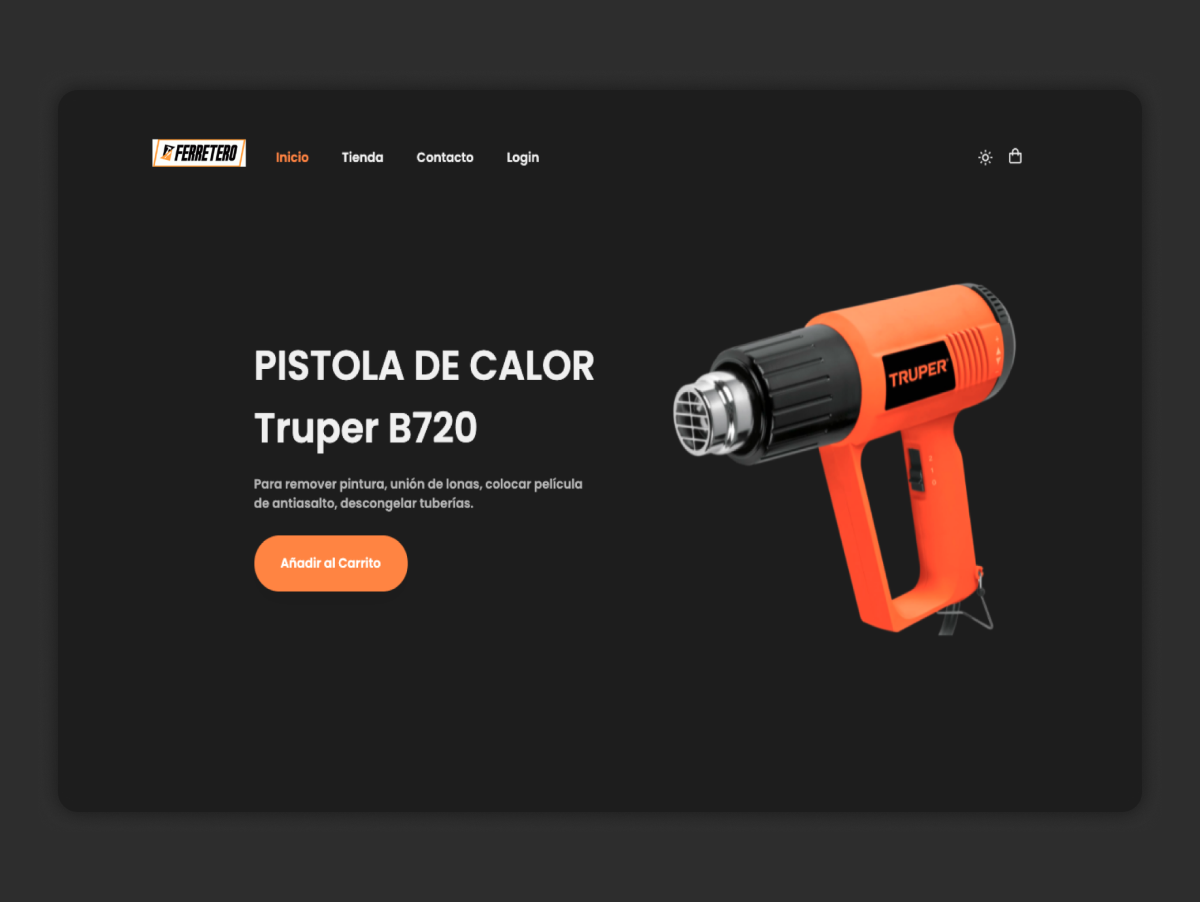 FERRETERO
Inicio
Tienda
Contacto
Login
PISTOLA DE CALOR
Truper B720
Para remover pintura, unión de lonas, colocar película
de antiasalto, descongelar tuberías.
Añadir al Carrito
TRUPER